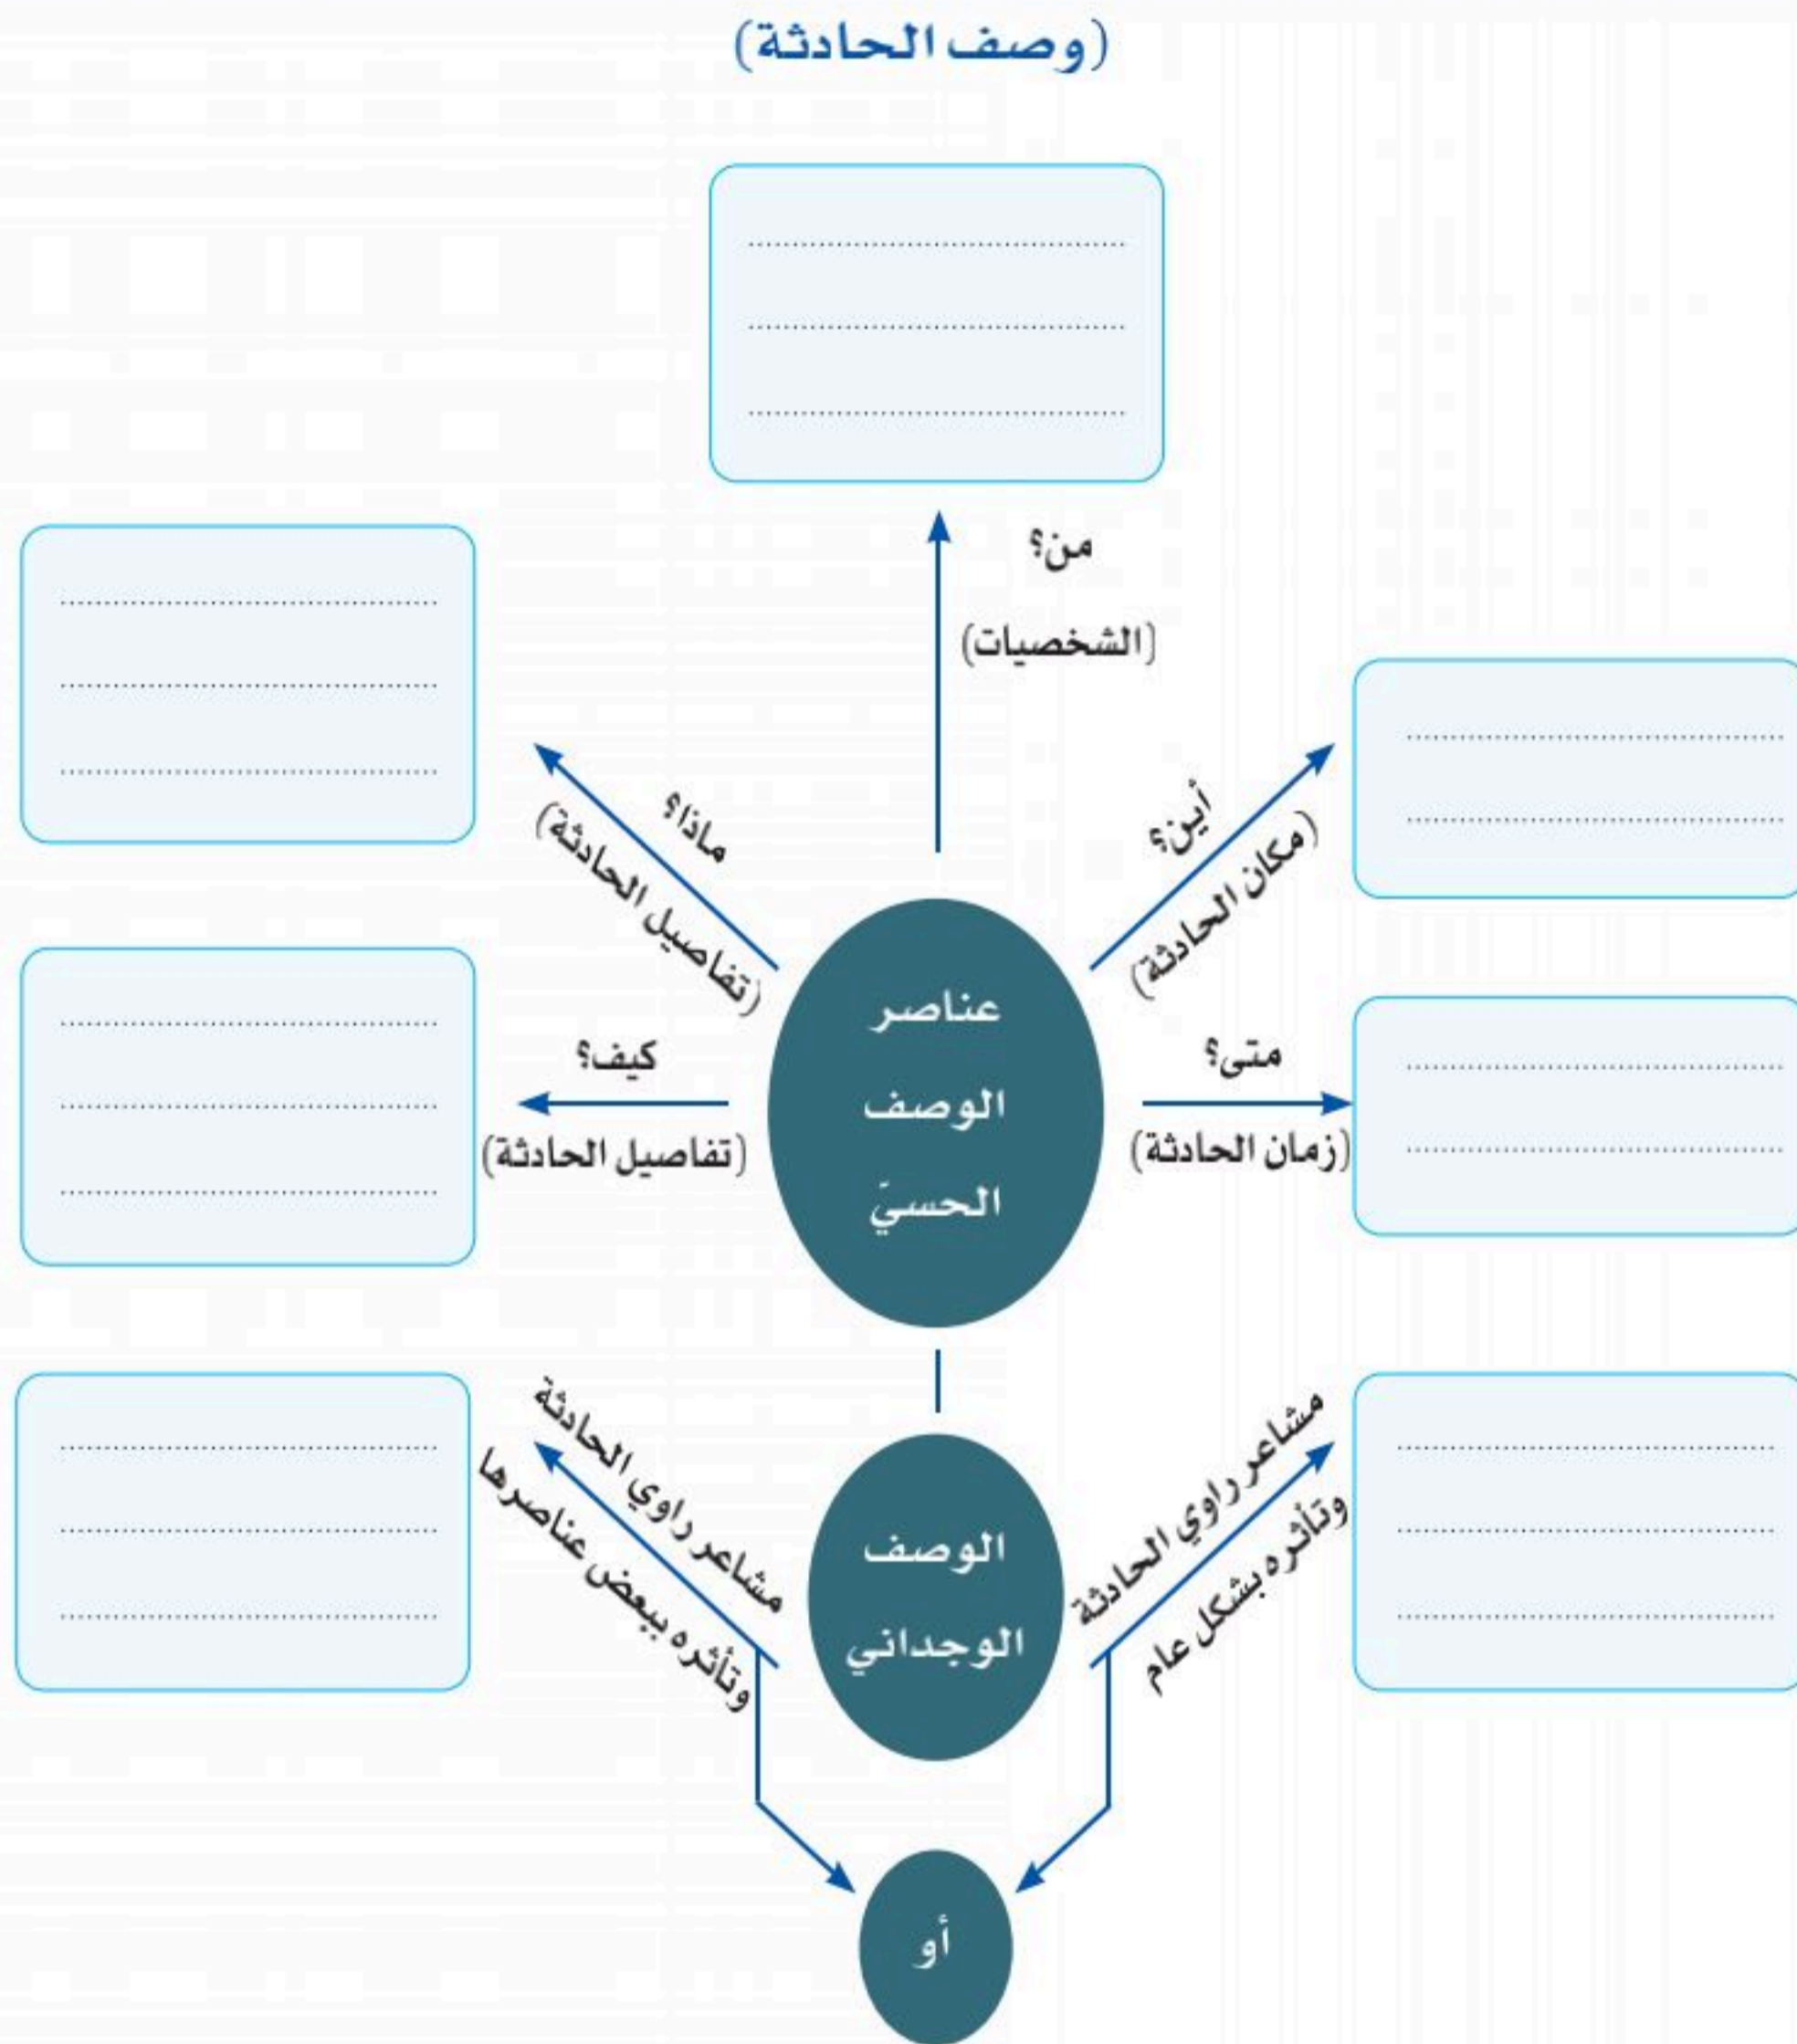 (وصف الحادثة)
من؟
(الشخصيات)
أين؟
(مكان الحادثة)
ماذا؟
(تفاصيل الحادثة)
متى؟
(زمان الحادثة)
كيف؟
(تفاصيل الحادثة)
عناصر
الوصف
الحسيّ
مشاعر راوي الحادثة
وتأثره بشكل عام
مشاعر راوي الحادثة
وتأثره ببعض عناصرها
الوصف
الوجداني
أو